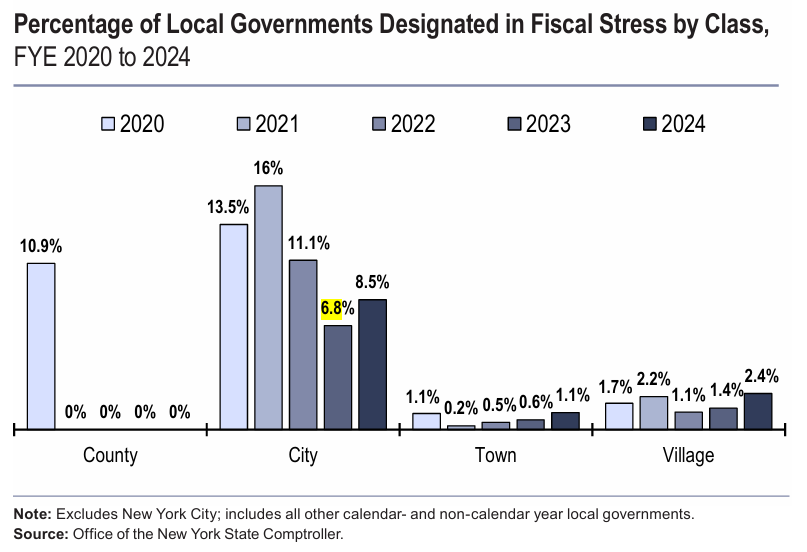 Percentage of Local Governments Designated in Fiscal Stress by Class,
FYE 2020 to 2024
2020 2021 2022 2023 2024
10.9% 0% 0% 0% 0%
13.5% 16% 11.1% 6.8% 8.5%
1.1% 0.2% 0.5% 0.6% 1.1%
1.7% 2.2% 1.1% 1.4% 2.4%
County City Town Village
Note: Excludes New York City; includes all other calendar- and non-calendar year local governments.
Source: Office of the New York State Comptroller.